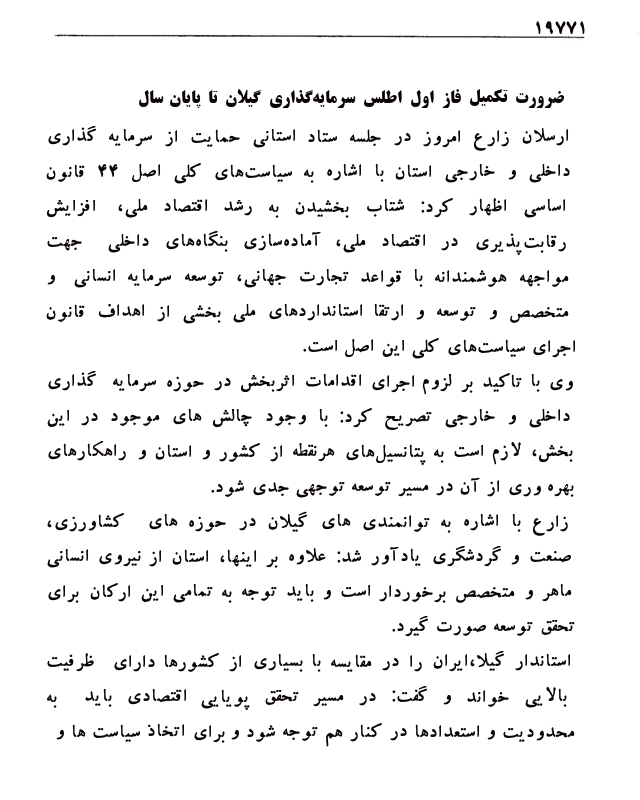 ۱۹۷۷۱
ضرورت تکمیل فاز اول اطلس سرمایه‌گذاری گیلان تا پایان سال
ارسلان زارع امروز در جلسه ستاد استانی حمایت از سرمایه گذاری
داخلی و خارجی استان با اشاره به سیاست‌های کلی اصل ۴۴ قانون
اساسی اظهار کرد: شتاب بخشیدن به رشد اقتصاد ملی، افزایش
رقابت‌پذیری در اقتصاد ملی، آماده‌سازی بنگاه‌های داخلی جهت
مواجهه هوشمندانه با قواعد تجارت جهانی، توسعه سرمایه انسانی و
متخصص و توسعه و ارتقا استانداردهای ملی بخشی از اهداف قانون
اجرای سیاست‌های کلی این اصل است.
وی با تاکید بر لزوم اجرای اقدامات اثربخش در حوزه سرمایه گذاری
داخلی و خارجی تصریح کرد: با وجود چالش های موجود در این
بخش، لازم است به پتانسیل‌های هرنقطه از کشور و استان و راهکارهای
بهره وری از آن در مسیر توسعه توجهی جدی شود.
زارع با اشاره به توانمندی های گیلان در حوزه های کشاورزی،
صنعت و گردشگری یادآور شد: علاوه بر اینها، استان از نیروی انسانی
ماهر و متخصص برخوردار است و باید توجه به تمامی این ارکان برای
تحقق توسعه صورت گیرد.
استاندار گیلا،ایران را در مقایسه با بسیاری از کشورها دارای ظرفیت
بالایی خواند و گفت: در مسیر تحقق پویایی اقتصادی باید به
محدودیت و استعدادها در کنار هم توجه شود و برای اتخاذ سیاست ها و